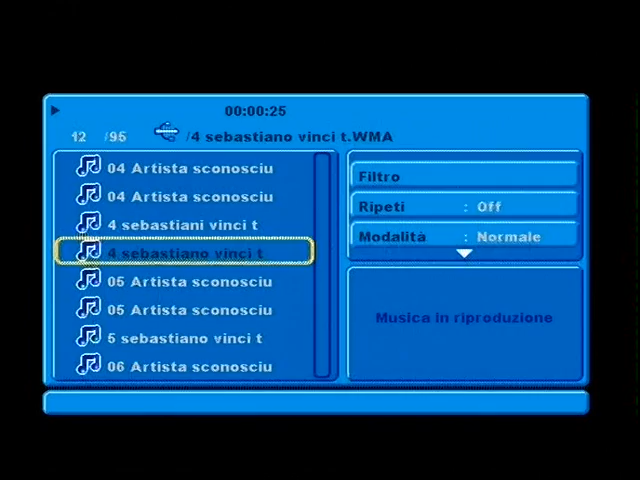 00:00:25
12 /95 /4 sebastiano vinci t.WMA
04 Artista sconosciu
04 Artista sconosciu
4 sebastiani vinci t
4 sebastiano vinci t
05 Artista sconosciu
05 Artista sconosciu
5 sebastiano vinci t
06 Artista sconosciu
Filtro
Ripeti : Off
Modalità : Normale
Musica in riproduzione